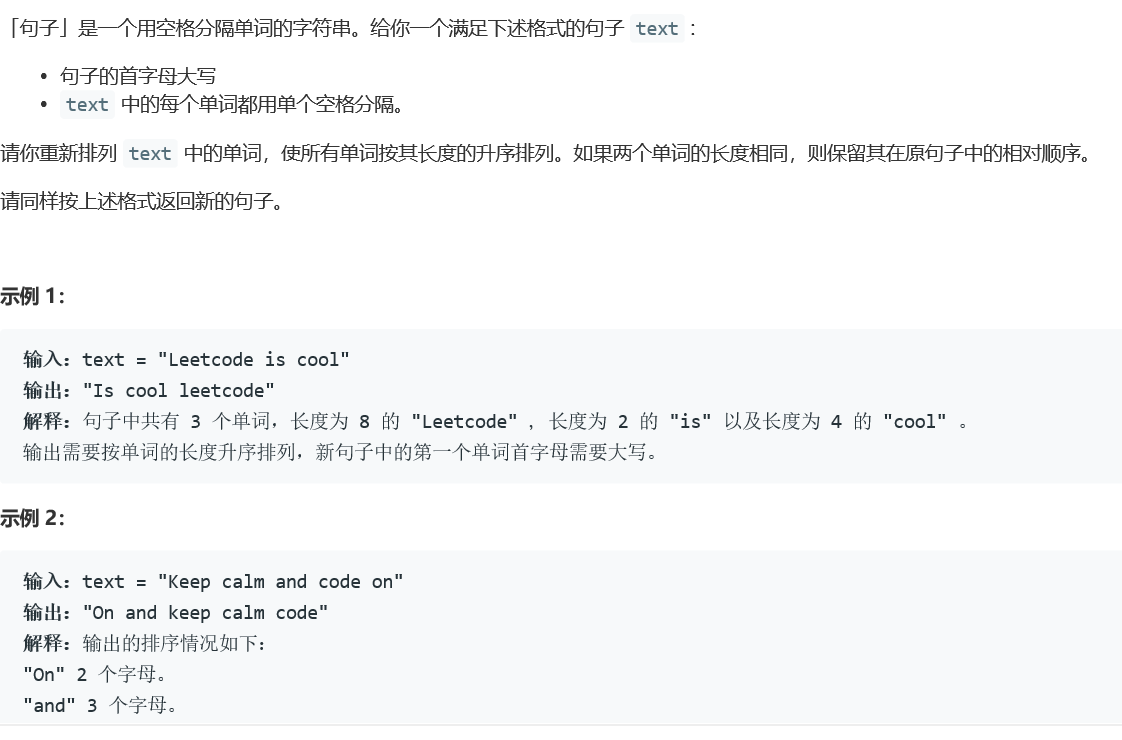 「句子」是一个用空格分隔单词的字符串。给你一个满足下述格式的句子 text :
• 句子的首字母大写
• text 中的每个单词都用单个空格分隔。
请你重新排列 text 中的单词，使所有单词按其长度的升序排列。如果两个单词的长度相同，则保留其在原句子中的相对顺序。
请同样按上述格式返回新的句子。
示例 1：
输入：text = "Leetcode is cool"
输出："Is cool leetcode"
解释：句子中共有 3 个单词，长度为 8 的 "Leetcode" ，长度为 2 的 "is" 以及长度为 4 的 "cool" 。
输出需要按单词的长度升序排列，新句子中的第一个单词首字母需要大写。
示例 2：
输入：text = "Keep calm and code on"
输出："On and keep calm code"
解释：输出的排序情况如下：
"On" 2 个字母。
"and" 3 个字母。